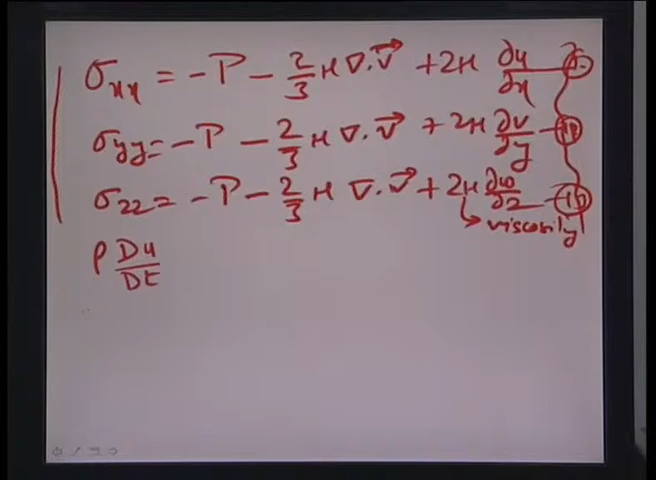 σxx = -P - 2/3 μ ∇.V⃗ + 2μ ∂u/∂x
σyy = -P - 2/3 μ ∇.V⃗ + 2μ ∂v/∂y
σzz = -P - 2/3 μ ∇.V⃗ + 2μ ∂w/∂z
→ viscosity
ρ Du/Dt